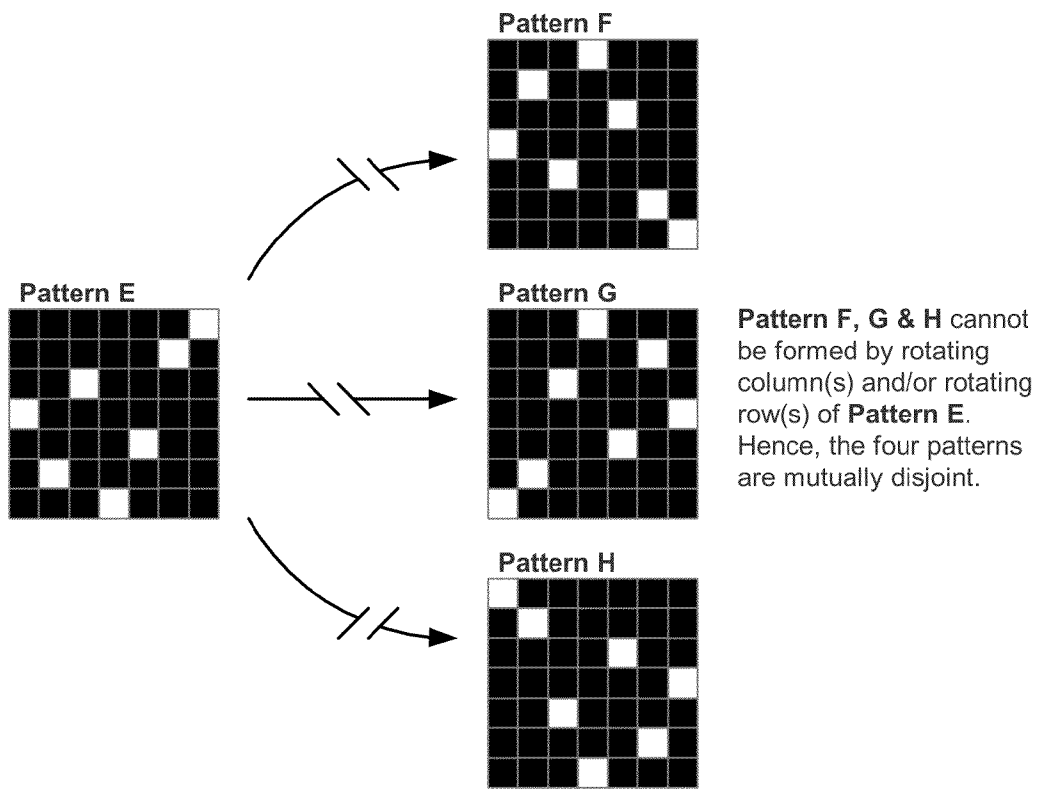 Pattern F
Pattern E
Pattern G
Pattern F, G & H cannot
be formed by rotating
column(s) and/or rotating
row(s) of Pattern E.
Hence, the four patterns
are mutually disjoint.
Pattern H